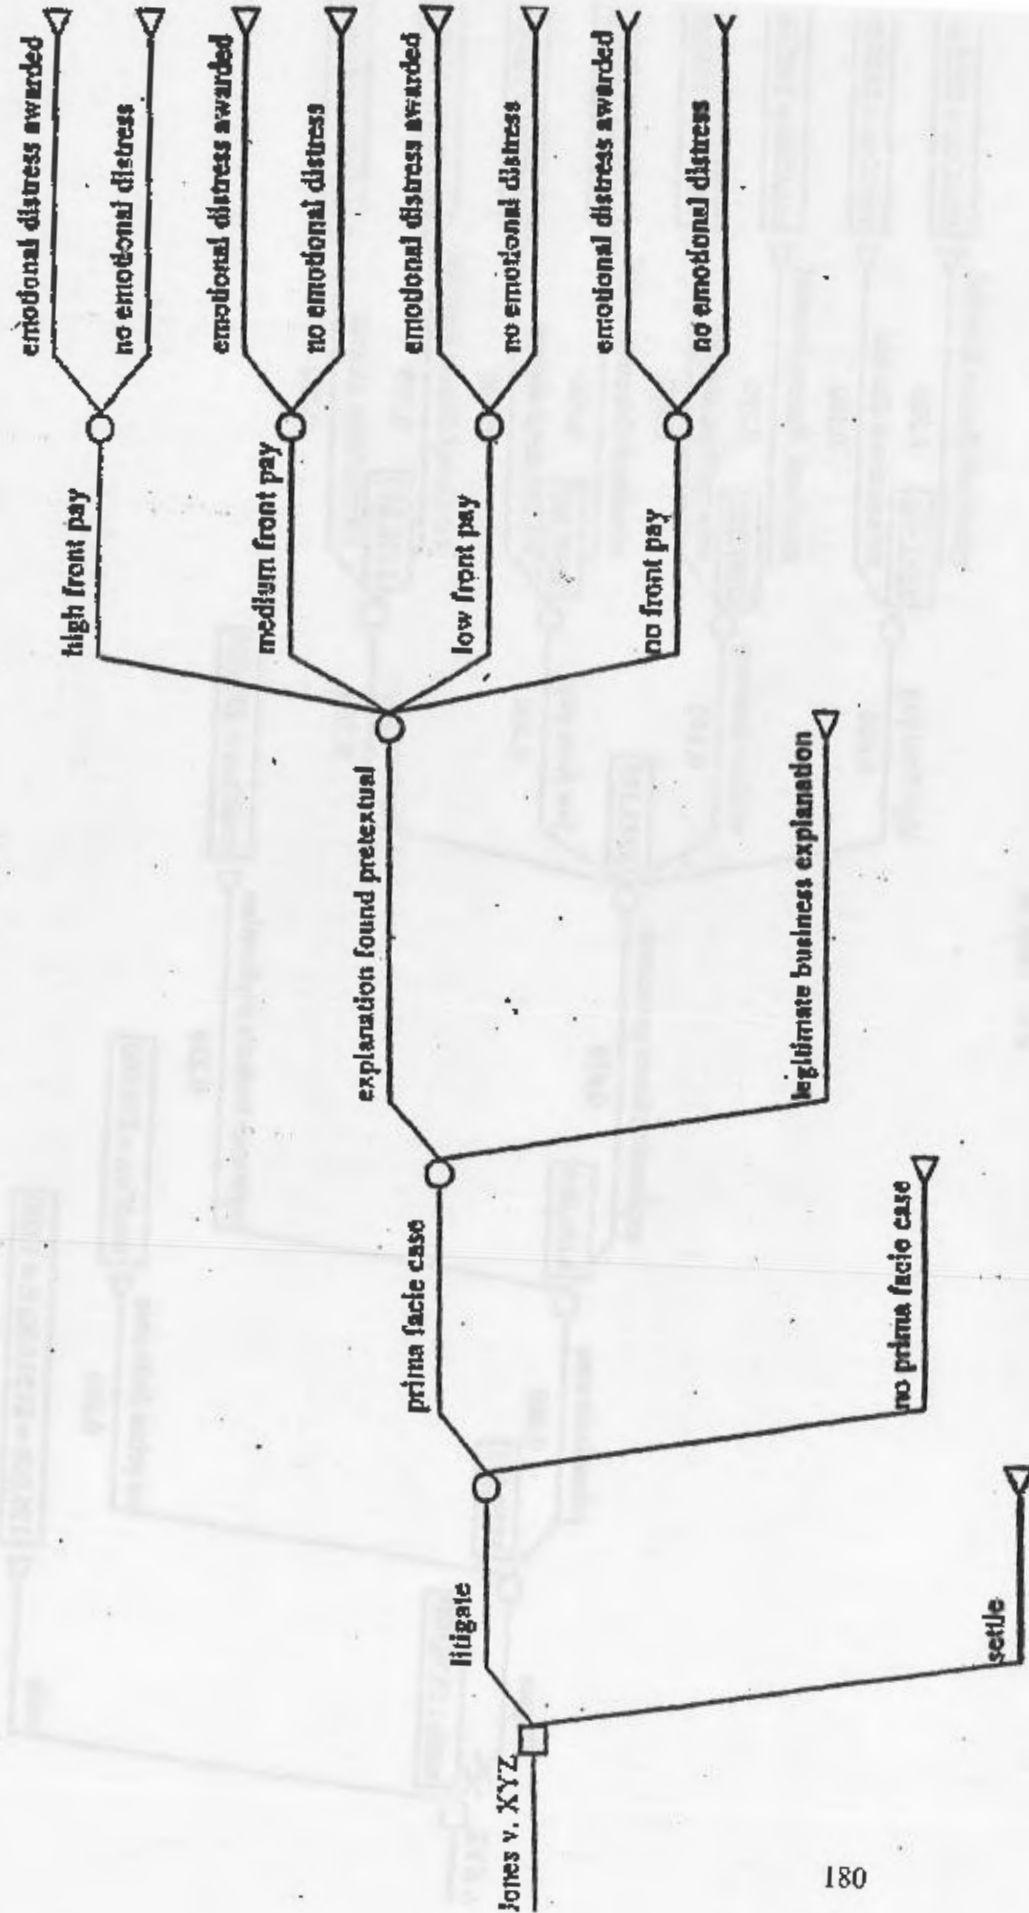 Jones v. XYZ
litigate
settle
prima facie case
no prima facie case
explanation found pretextual
legitimate business explanation
high front pay
medium front pay
low front pay
no front pay
emotional distress awarded
no emotional distress
emotional distress awarded
no emotional distress
emotional distress awarded
no emotional distress
emotional distress awarded
no emotional distress
180